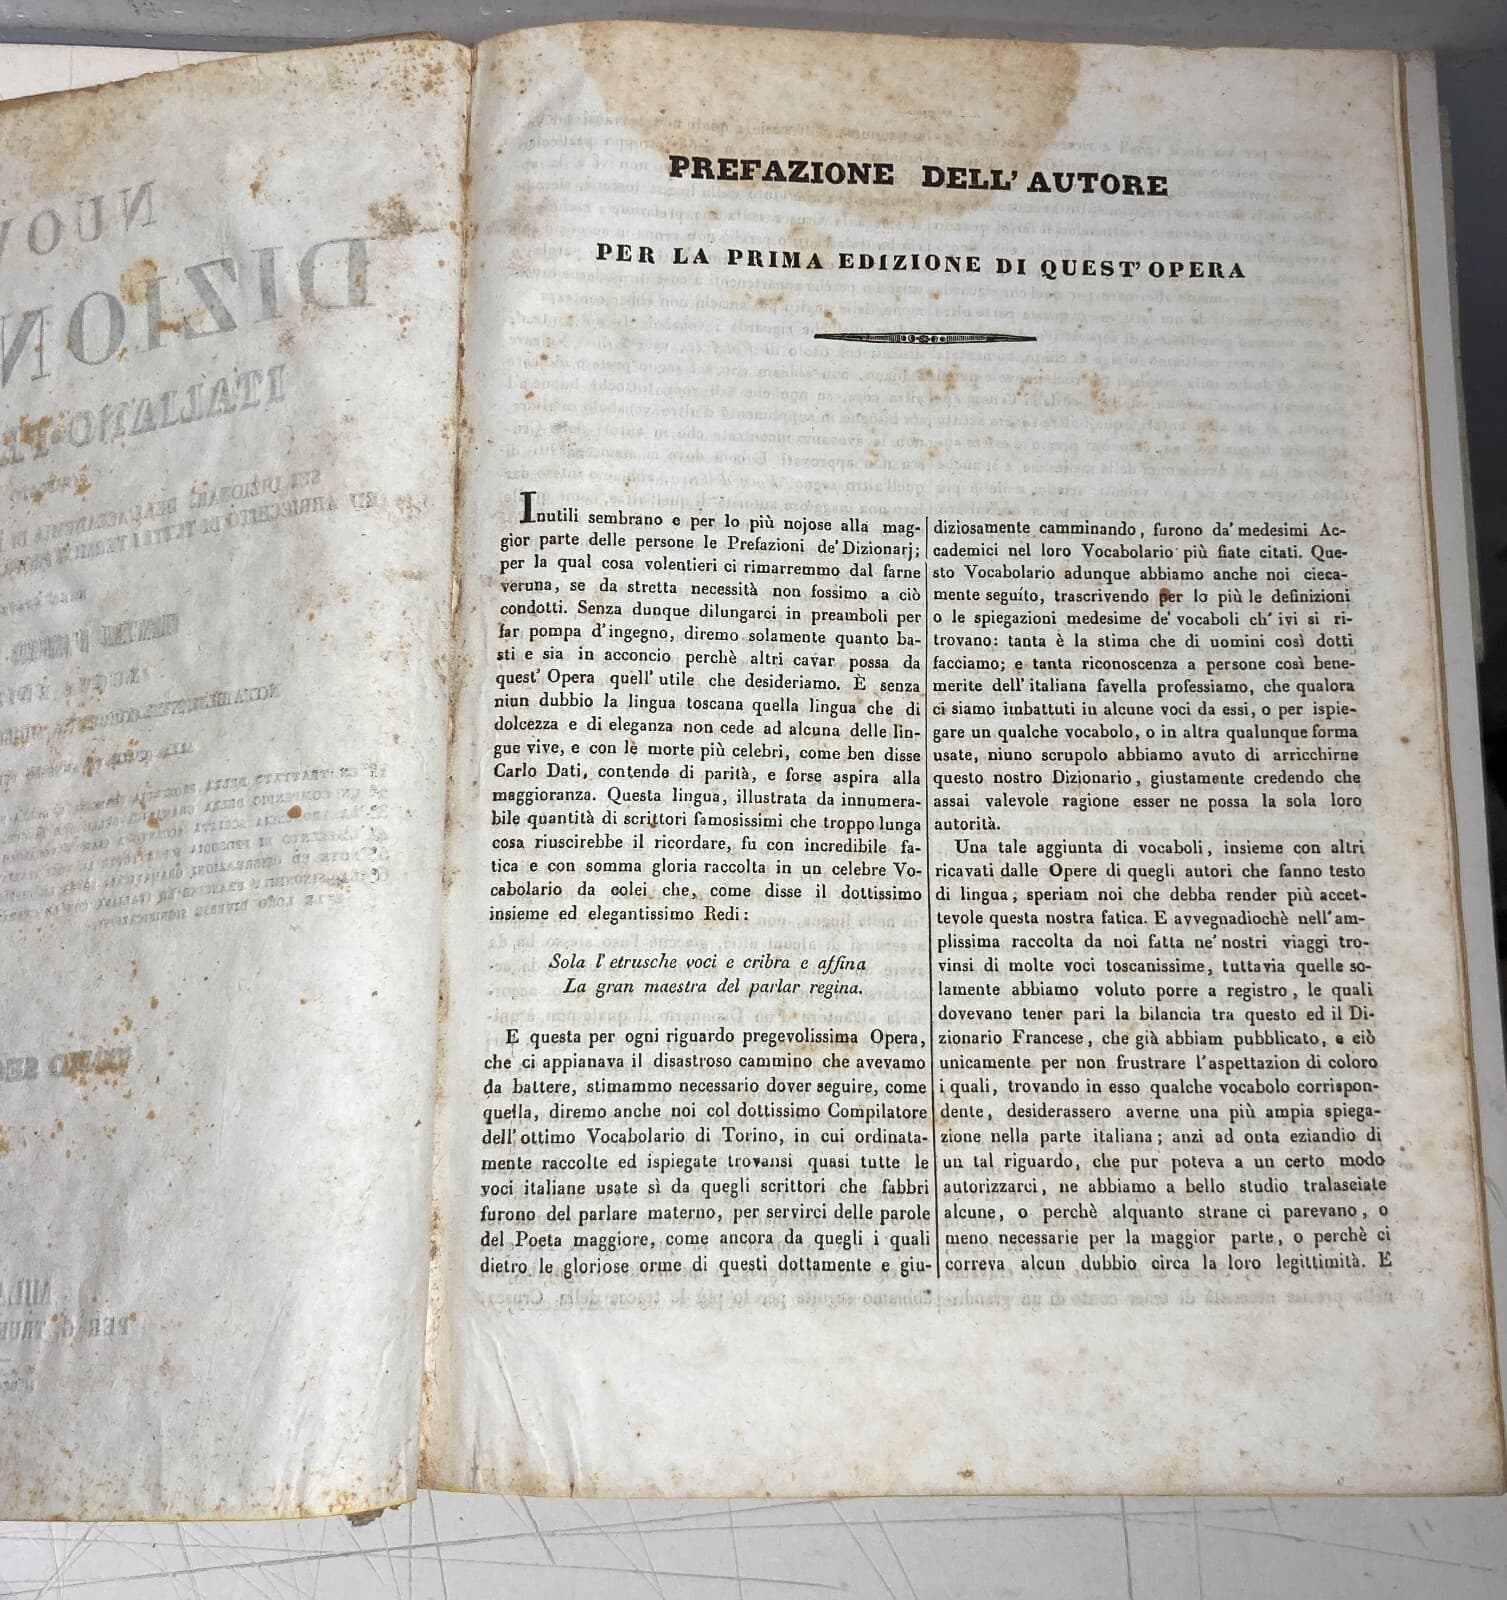 PREFAZIONE DELL' AUTORE
PER LA PRIMA EDIZIONE DI QUEST' OPERA
Inutili sembrano e per lo più nojose alla mag-
gior parte delle persone le Prefazioni de' Dizionarj;
per la qual cosa volentieri ci rimarremmo dal farne
veruna, se da stretta necessità non fossimo a ciò
condotti. Senza dunque dilungarci in preamboli per
far pompa d' ingegno, diremo solamente quanto ba-
sti e sia in acconcio perchè altri cavar possa da
quest' Opera quell' utile che desideriamo. È senza
niun dubbio la lingua toscana quella lingua che di
dolcezza e di eleganza non cede ad alcuna delle lin-
gue vive, e con le morte più celebri, come ben disse
Carlo Dati, contende di parità, e forse aspira alla
maggioranza. Questa lingua, illustrata da innumera-
bile quantità di scrittori famosissimi che troppo lunga
cosa riuscirebbe il ricordare, fu con incredibile fa-
tica e con somma gloria raccolta in un celebre Vo-
cabolario da colei che, come disse il dottissimo
insieme ed elegantissimo Redi:
Sola l' etrusche voci e cribra e affina
La gran maestra del parlar regina.
E questa per ogni riguardo pregevolissima Opera,
che ci appianava il disastroso cammino che avevamo
da battere, stimammo necessario dover seguire, come
quella, diremo anche noi col dottissimo Compilatore
dell' ottimo Vocabolario di Torino, in cui ordinata-
mente raccolte ed ispiegate trovansi quasi tutte le
voci italiane usate sì da quegli scrittori che fabbri
furono del parlare materno, per servirci delle parole
del Poeta maggiore, come ancora da quegli i quali
dietro le gloriose orme di questi dottamente e giu-
diziosamente camminando, furono da' medesimi Ac-
cademici nel loro Vocabolario più fiate citati. Que-
sto Vocabolario adunque abbiamo anche noi cieca-
mente seguíto, trascrivendo per lo più le definizioni
o le spiegazioni medesime de' vocaboli ch' ivi si ri-
trovano: tanta è la stima che di uomini così dotti
facciamo; e tanta riconoscenza a persone così bene-
merite dell' italiana favella professiamo, che qualora
ci siamo imbattuti in alcune voci da essi, o per ispie-
gare un qualche vocabolo, o in altra qualunque forma
usate, niuno scrupolo abbiamo avuto di arricchirne
questo nostro Dizionario, giustamente credendo che
assai valevole ragione esser ne possa la sola loro
autorità.
Una tale aggiunta di vocaboli, insieme con altri
ricavati dalle Opere di quegli autori che fanno testo
di lingua, speriam noi che debba render più accet-
tevole questa nostra fatica. E avvegnadiochè nell' am-
plissima raccolta da noi fatta ne' nostri viaggi tro-
vinsi di molte voci toscanissime, tuttavia quelle so-
lamente abbiamo voluto porre a registro, le quali
dovevano tener pari la bilancia tra questo ed il Di-
zionario Francese, che già abbiam pubblicato, e ciò
unicamente per non frustrare l' aspettazion di coloro
i quali, trovando in esso qualche vocabolo corrispon-
dente, desiderassero averne una più ampia spiega-
zione nella parte italiana; anzi ad onta eziandio di
un tal riguardo, che pur poteva a un certo modo
autorizzarci, ne abbiamo a bello studio tralasciate
alcune, o perchè alquanto strane ci parevano, o
meno necessarie per la maggior parte, o perchè ci
correva alcun dubbio circa la loro legittimità. E